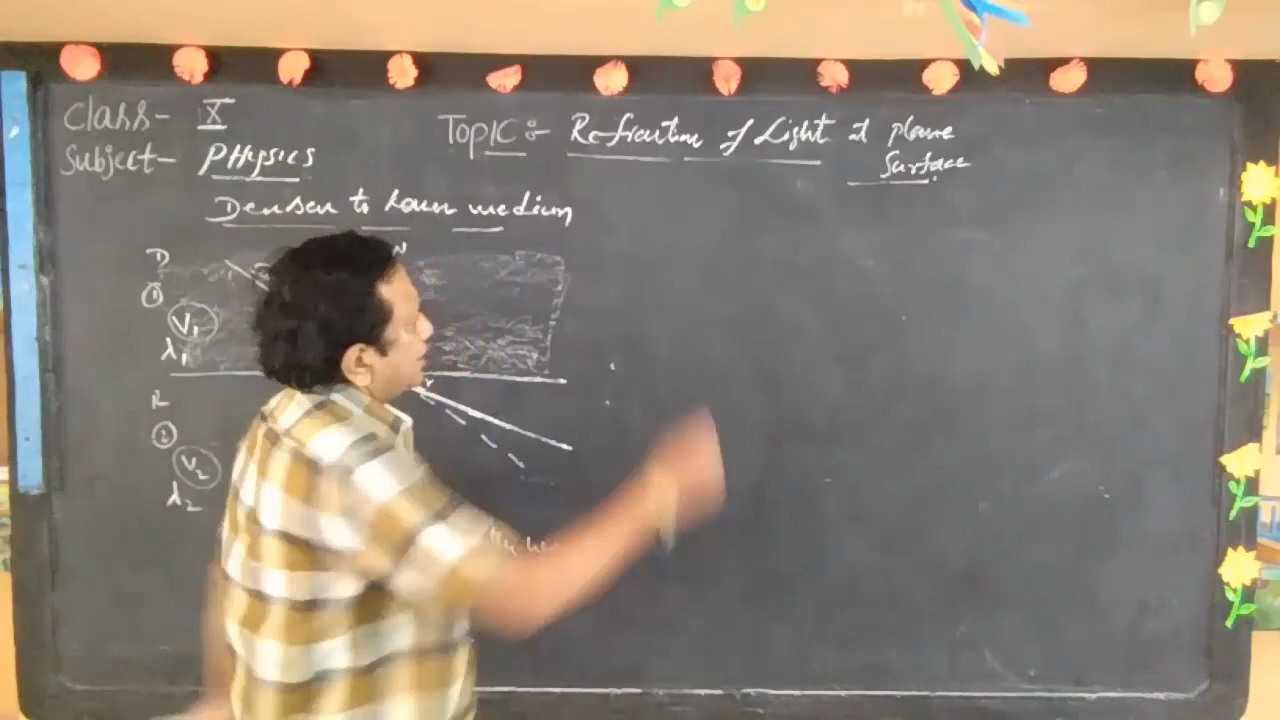 Class- X
Subject- PHysics
TOPIC:- Refraction of Light at plane
Surface
Denser to rarer medium
D
N
①
V₁
λ₁
R
r
②
V₂
λ₂